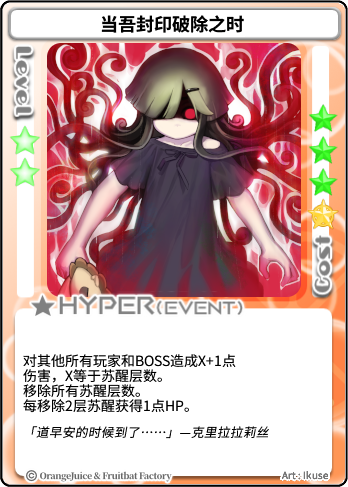 当吾封印破除之时
Level
Cost
HYPER(EVENT)
对其他所有玩家和BOSS造成X+1点
伤害，X等于苏醒层数。
移除所有苏醒层数。
每移除2层苏醒获得1点HP。
「道早安的时候到了……」—克里拉拉莉丝
© OrangeJuice & Fruitbat Factory
Art.: Ikuse